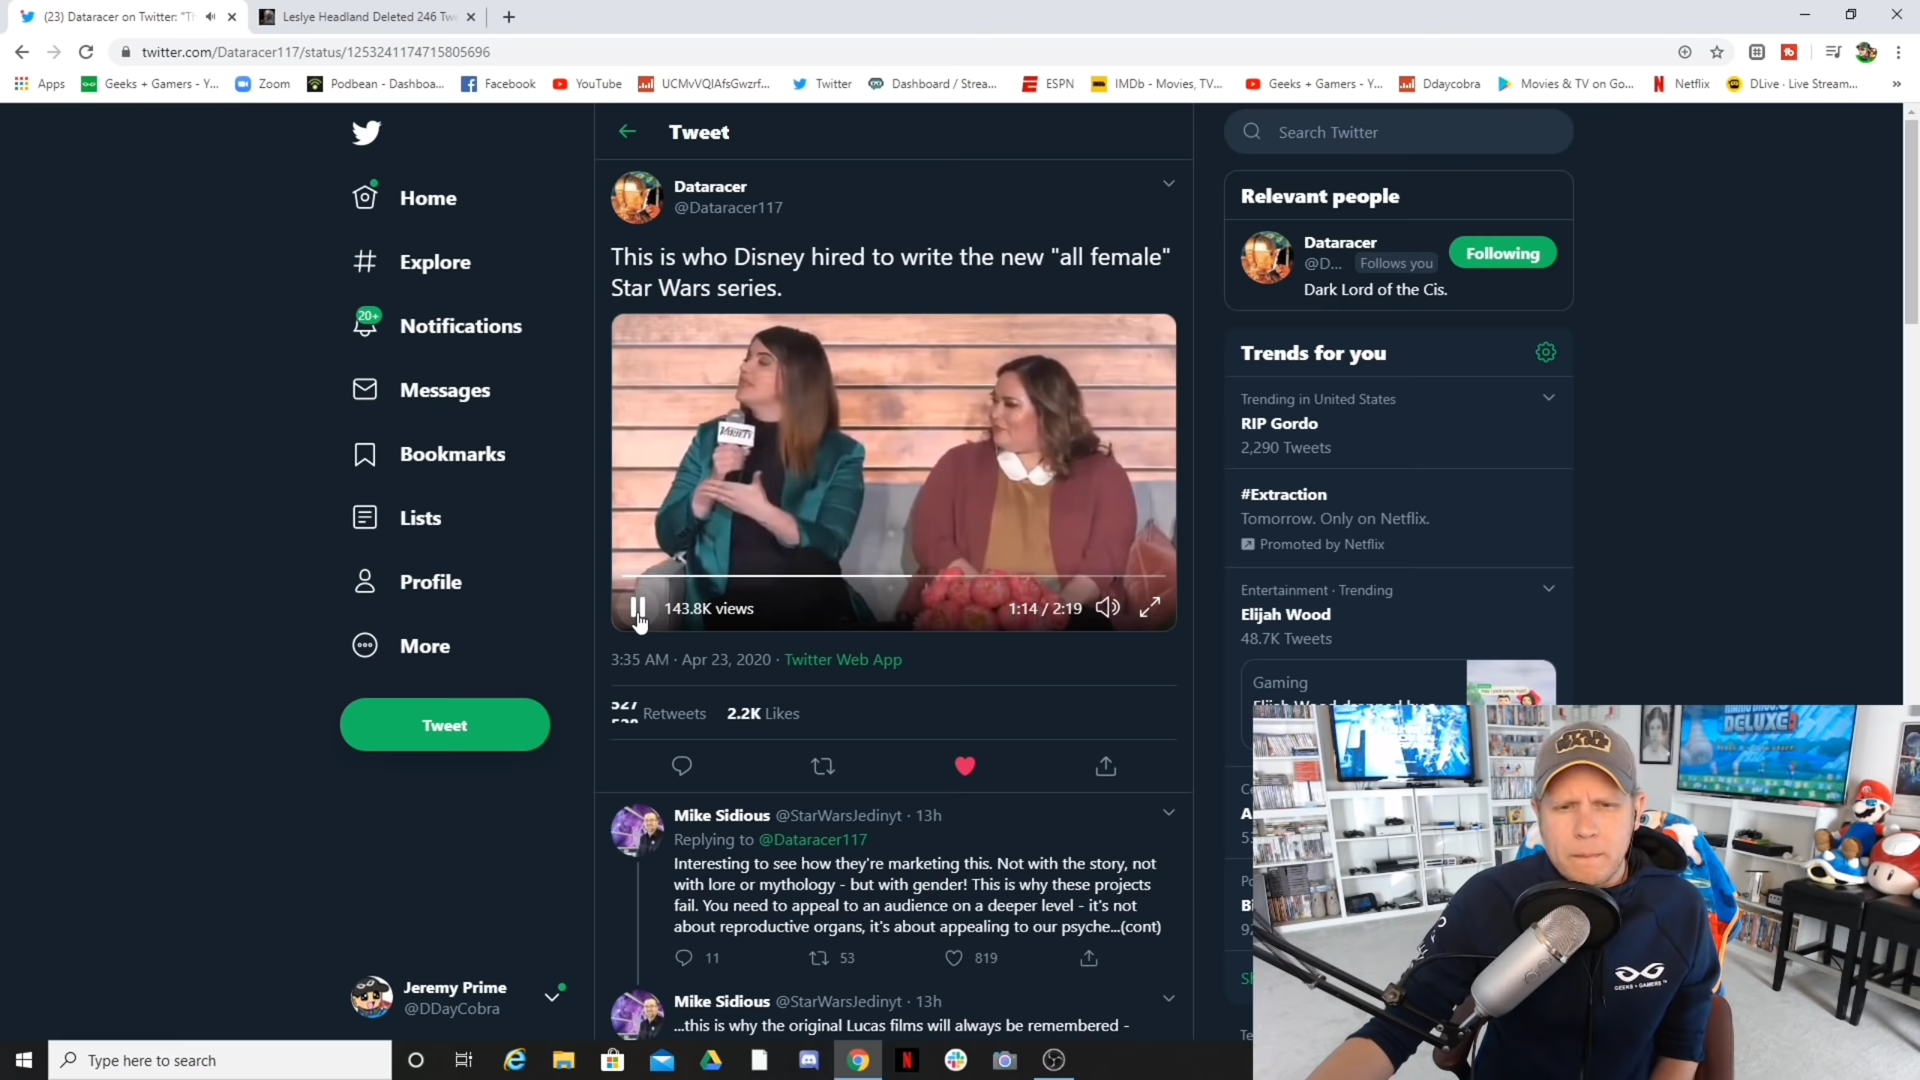 (23) Dataracer on Twitter: "Th
Leslye Headland Deleted 246 Tw
twitter.com/Dataracer117/status/1253241174715805696
Apps
Geeks + Gamers - Y...
Zoom
Podbean - Dashboa...
Facebook
YouTube
UCMvVQIAfsGwzrf...
Twitter
Dashboard / Strea...
ESPN
IMDb - Movies, TV...
Geeks + Gamers - Y...
Ddaycobra
Movies & TV on Go...
Netflix
DLive · Live Stream...
»
Home
Explore
20+
Notifications
Messages
Bookmarks
Lists
Profile
More
Tweet
Jeremy Prime
@DDayCobra
Tweet
Dataracer
@Dataracer117
This is who Disney hired to write the new "all female"
Star Wars series.
VARIETY
143.8K views
1:14 / 2:19
3:35 AM · Apr 23, 2020 · Twitter Web App
Retweets 2.2K Likes
Mike Sidious @StarWarsJedinyt · 13h
Replying to @Dataracer117
Interesting to see how they're marketing this. Not with the story, not
with lore or mythology - but with gender! This is why these projects
fail. You need to appeal to an audience on a deeper level - it's not
about reproductive organs, it's about appealing to our psyche...(cont)
11 53 819
Mike Sidious @StarWarsJedinyt · 13h
...this is why the original Lucas films will always be remembered -
Search Twitter
Relevant people
Dataracer
@D... Follows you
Following
Dark Lord of the Cis.
Trends for you
Trending in United States
RIP Gordo
2,290 Tweets
#Extraction
Tomorrow. Only on Netflix.
Promoted by Netflix
Entertainment · Trending
Elijah Wood
48.7K Tweets
Gaming
DELUXE
STAR WARS
GEEKS + GAMERS
Type here to search